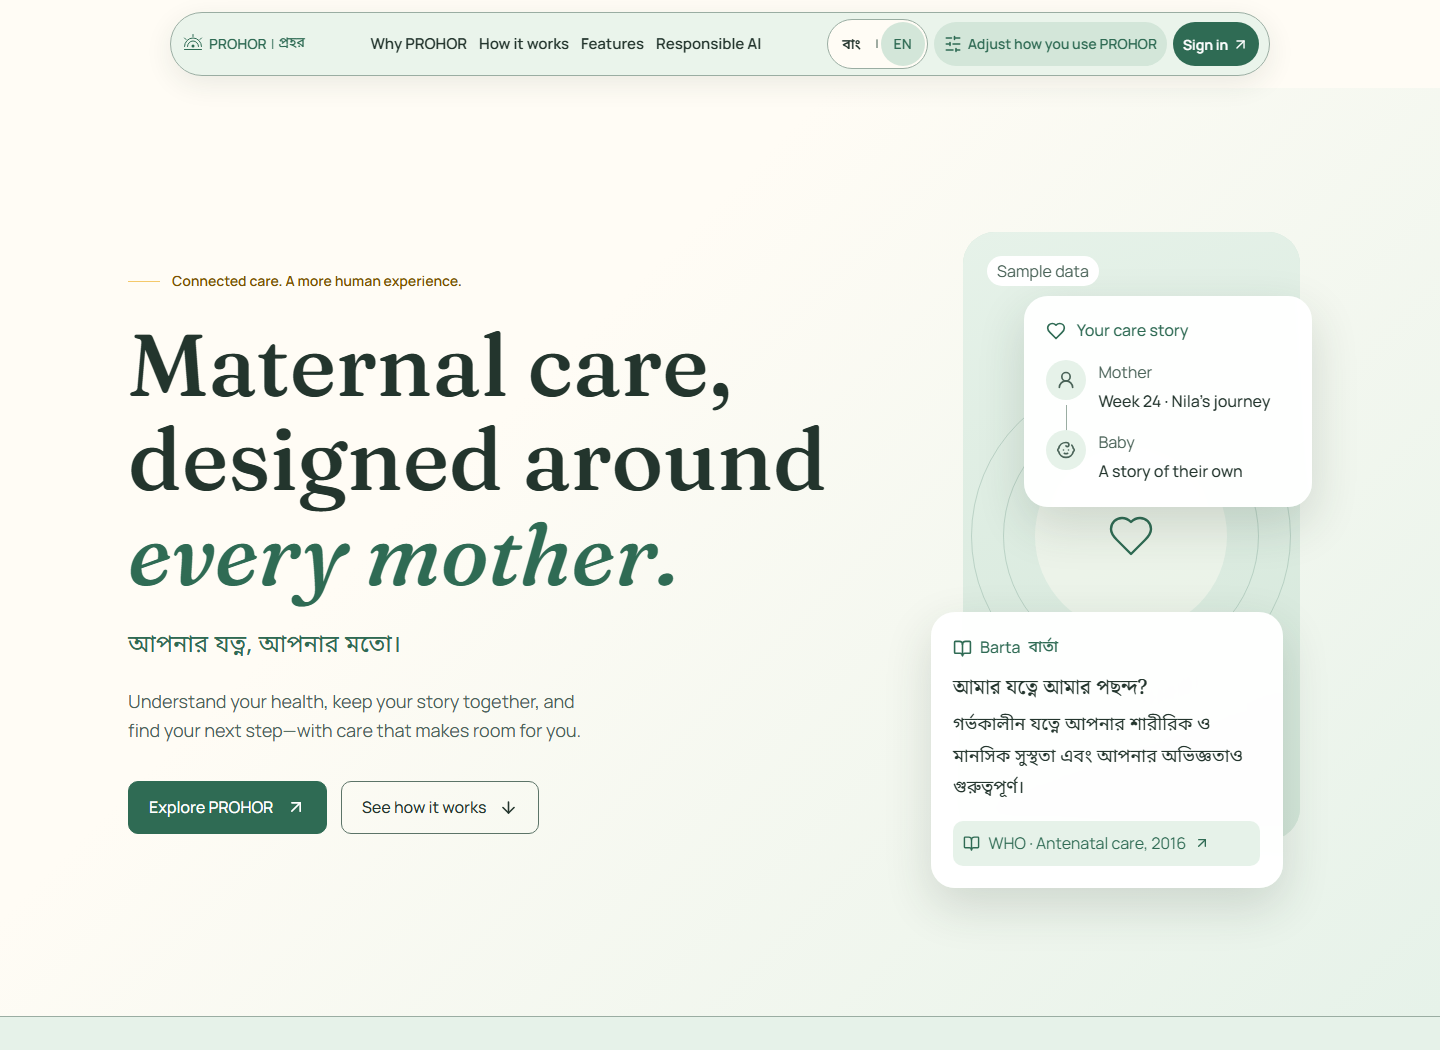 PROHOR | প্রহর
Why PROHOR How it works Features Responsible AI
বাং | EN
Adjust how you use PROHOR
Sign in
Connected care. A more human experience.
Maternal care,
designed around
every mother.
আপনার যত্ন, আপনার মতো।
Understand your health, keep your story together, and
find your next step—with care that makes room for you.
Explore PROHOR
See how it works
Sample data
Your care story
Mother
Week 24 · Nila's journey
Baby
A story of their own
Barta বার্তা
আমার যত্নে আমার পছন্দ?
গর্ভকালীন যত্নে আপনার শারীরিক ও
মানসিক সুস্থতা এবং আপনার অভিজ্ঞতাও
গুরুত্বপূর্ণ।
WHO · Antenatal care, 2016